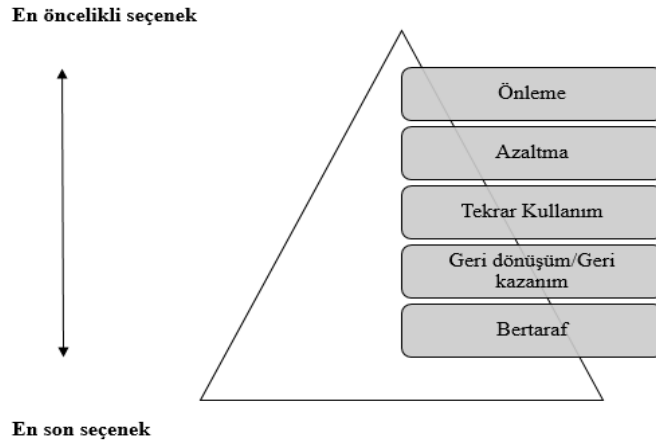 En öncelikli seçenek
Önleme
Azaltma
Tekrar Kullanım
Geri dönüşüm/Geri
kazanım
Bertaraf
En son seçenek